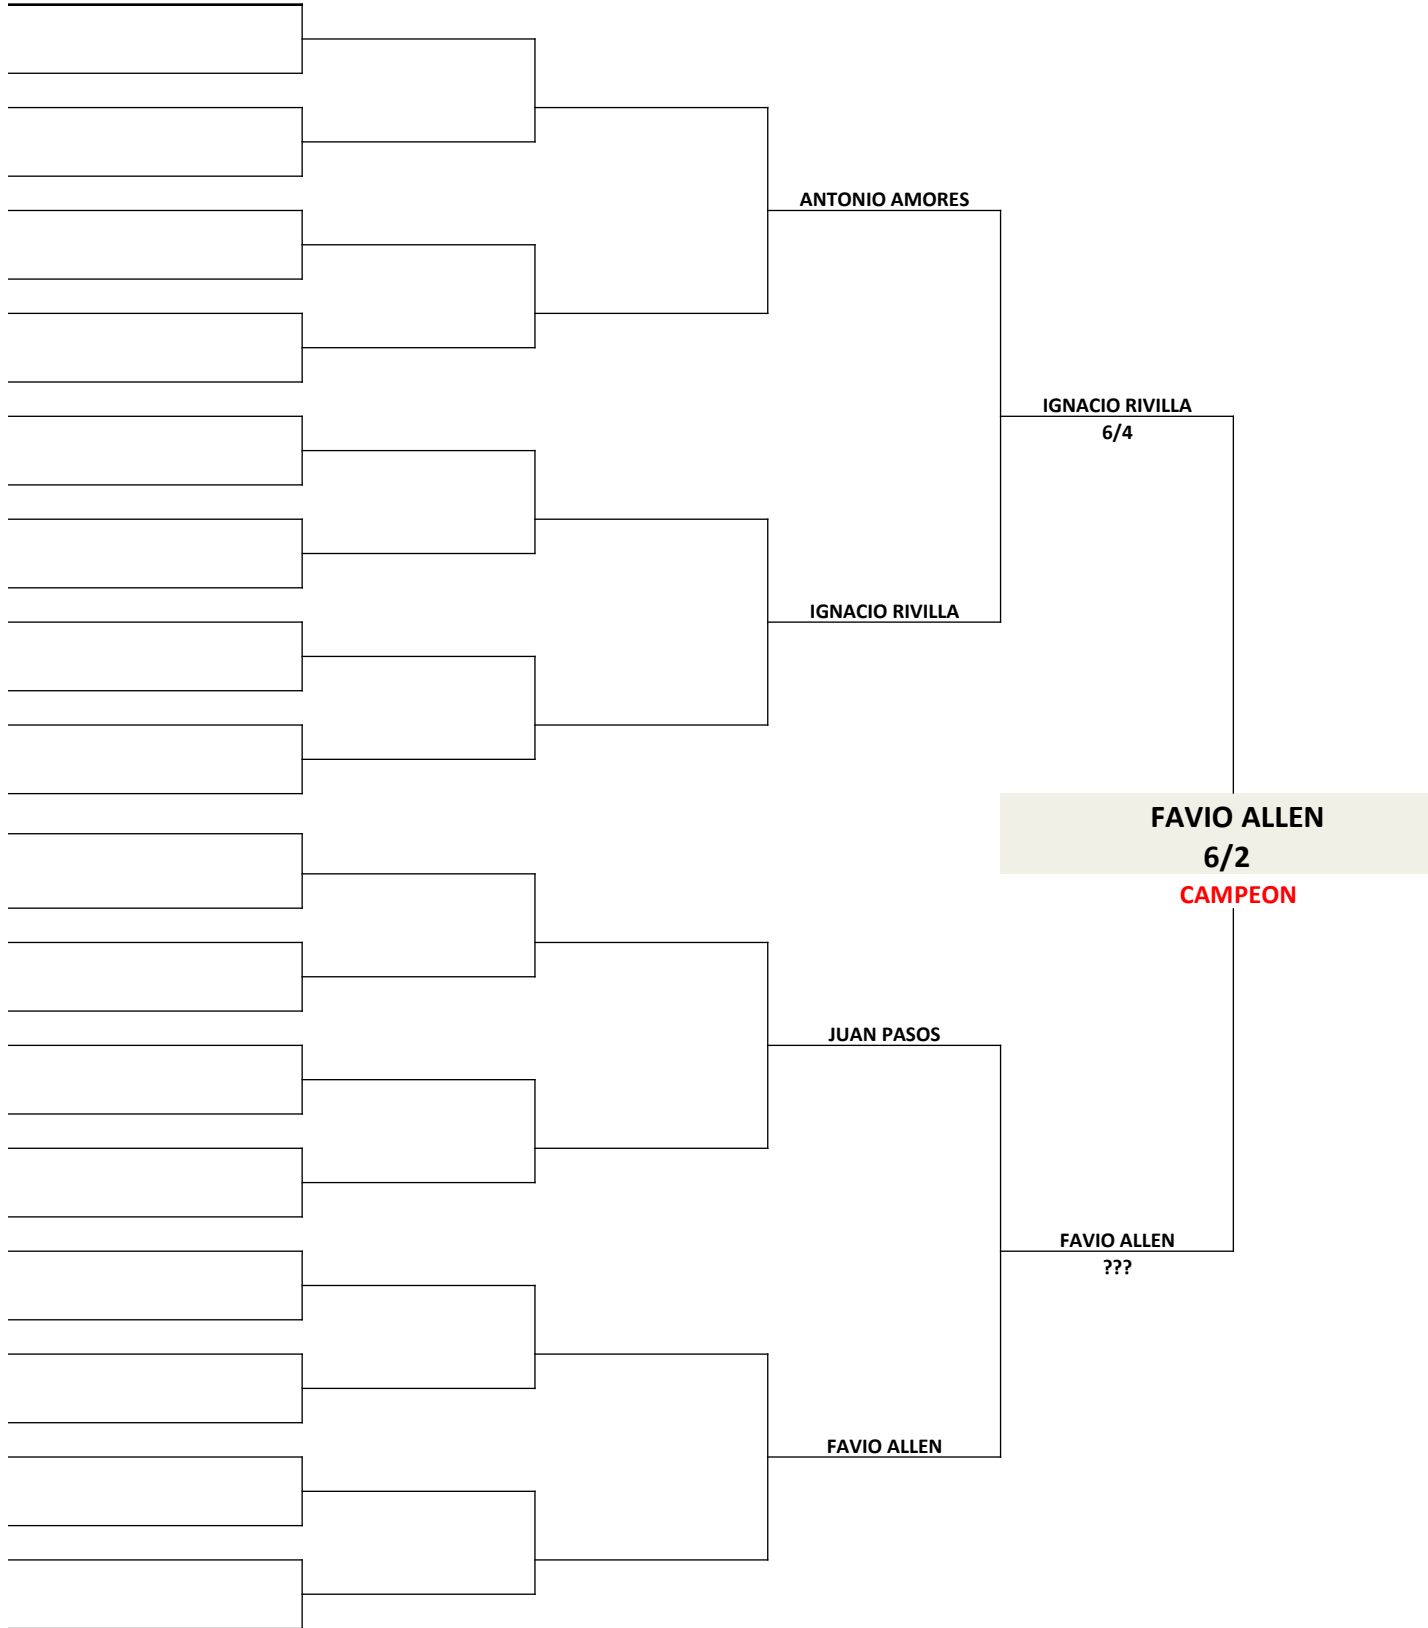 ANTONIO AMORES
IGNACIO RIVILLA
6/4
IGNACIO RIVILLA
FAVIO ALLEN
6/2
CAMPEON
JUAN PASOS
FAVIO ALLEN
???
FAVIO ALLEN